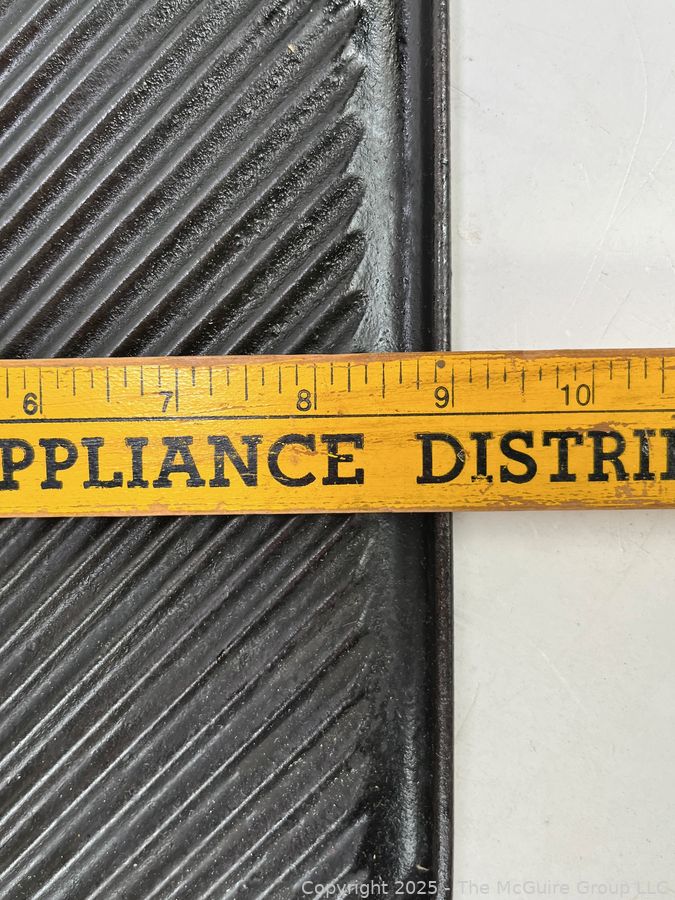 6 7 8 9 10
PPLIANCE DISTRI
Copyright 2025 - The McGuire Group LLC